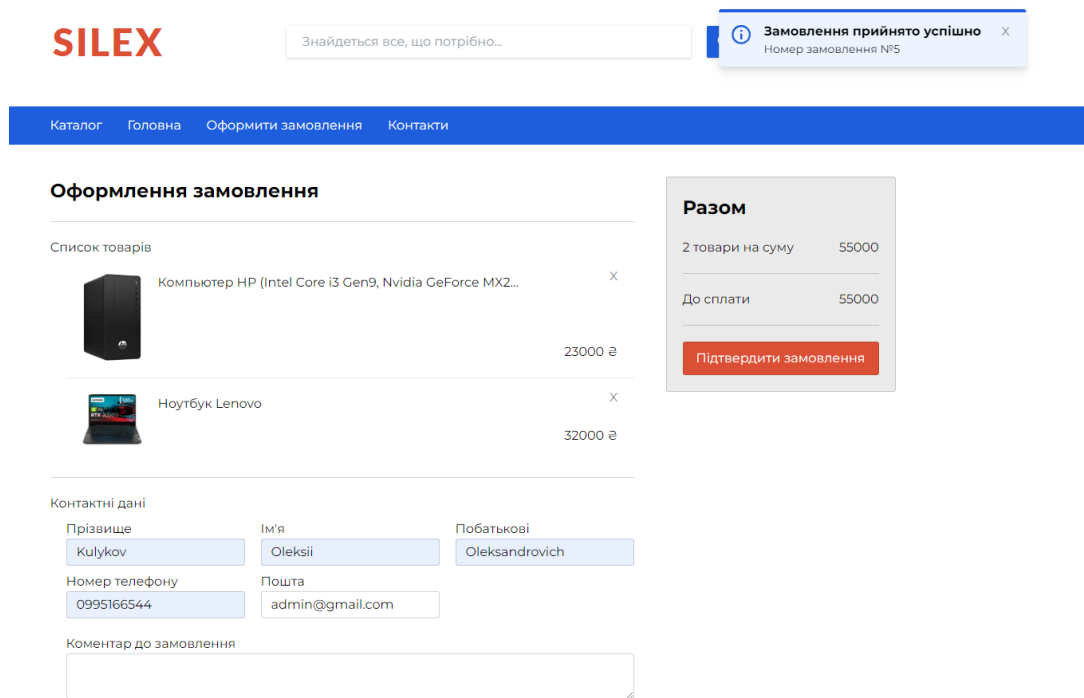 SILEX
Знайдеться все, що потрібно...
Замовлення прийнято успішно X
Номер замовлення №5
Каталог Головна Оформити замовлення Контакти
Оформлення замовлення
Список товарів
Компьютер HP (Intel Core i3 Gen9, Nvidia GeForce MX2... X
23000 ₴
Ноутбук Lenovo X
32000 ₴
Контактні дані
Прізвище Ім'я Побатькові
Kulykov Oleksii Oleksandrovich
Номер телефону Пошта
0995166544 admin@gmail.com
Коментар до замовлення
Разом
2 товари на суму 55000
До сплати 55000
Підтвердити замовлення